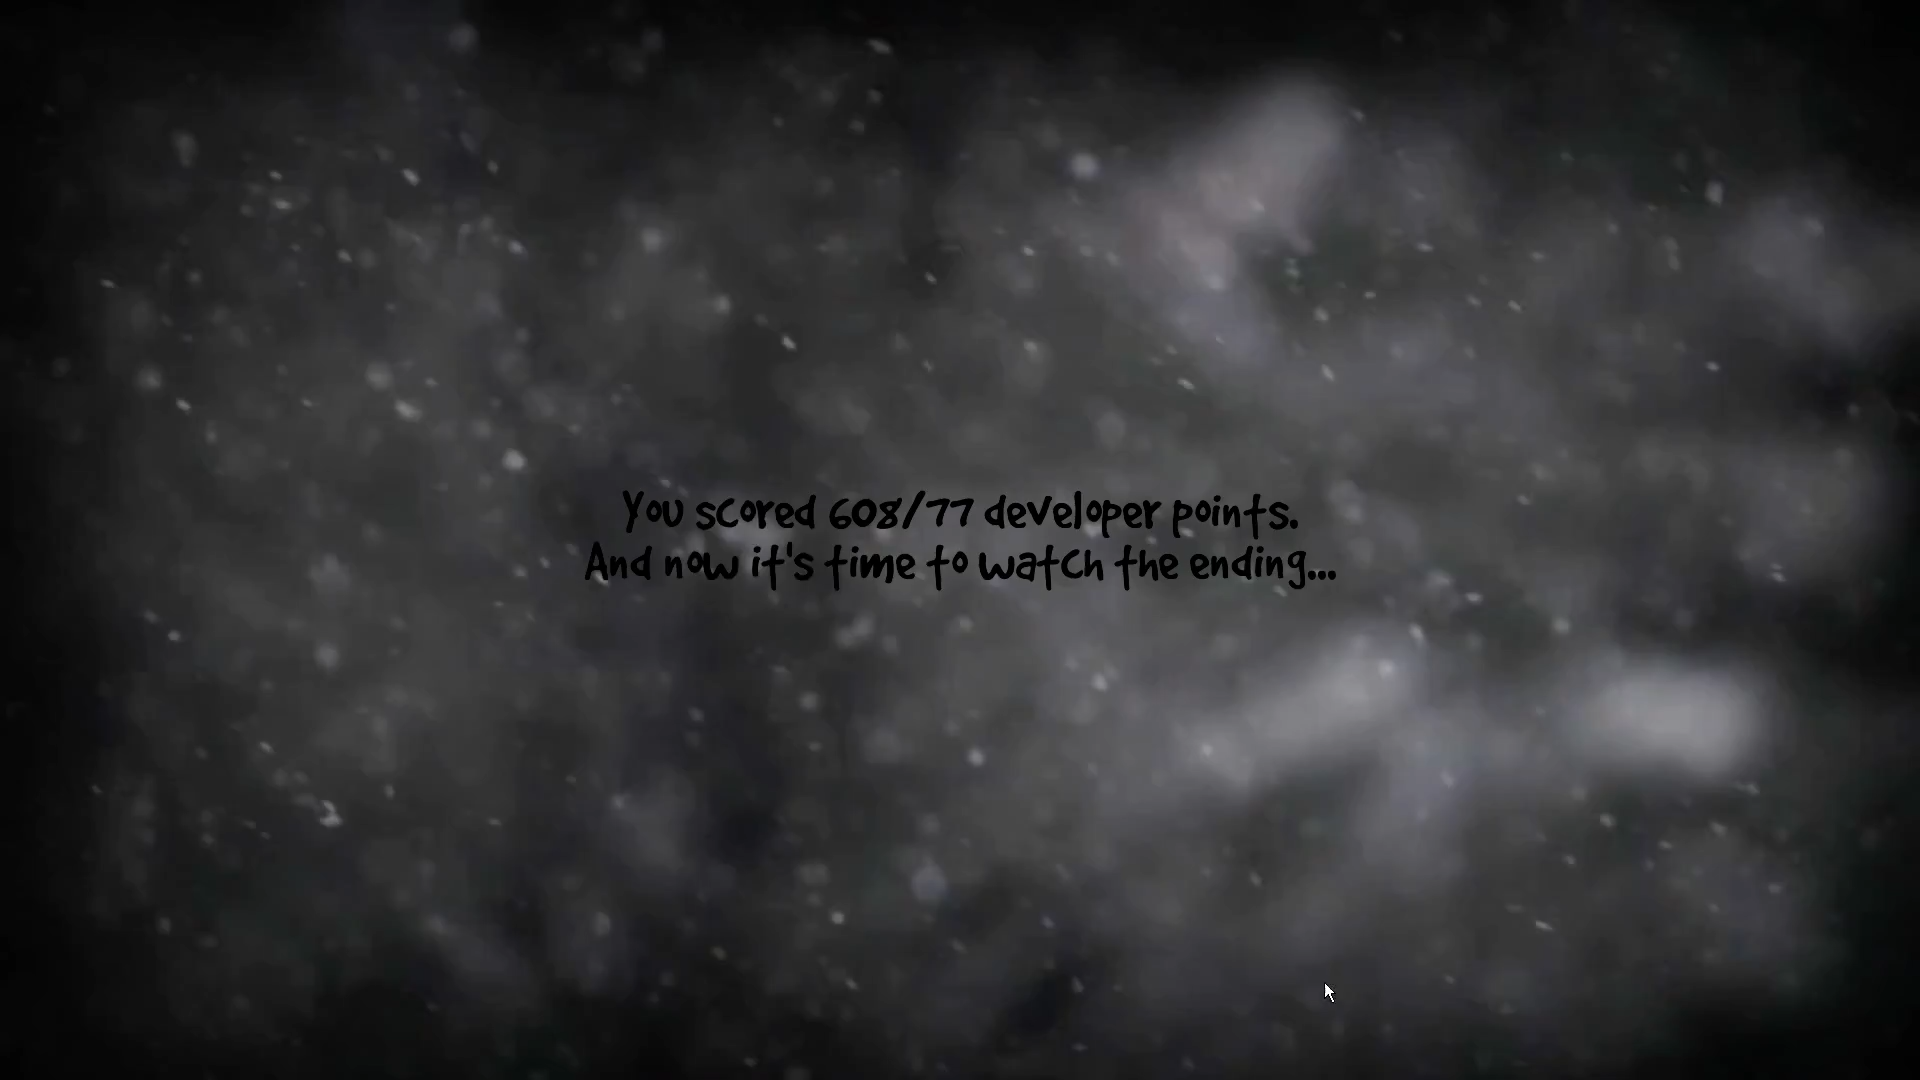 You scored 608/77 developer points.
And now it's time to watch the ending...